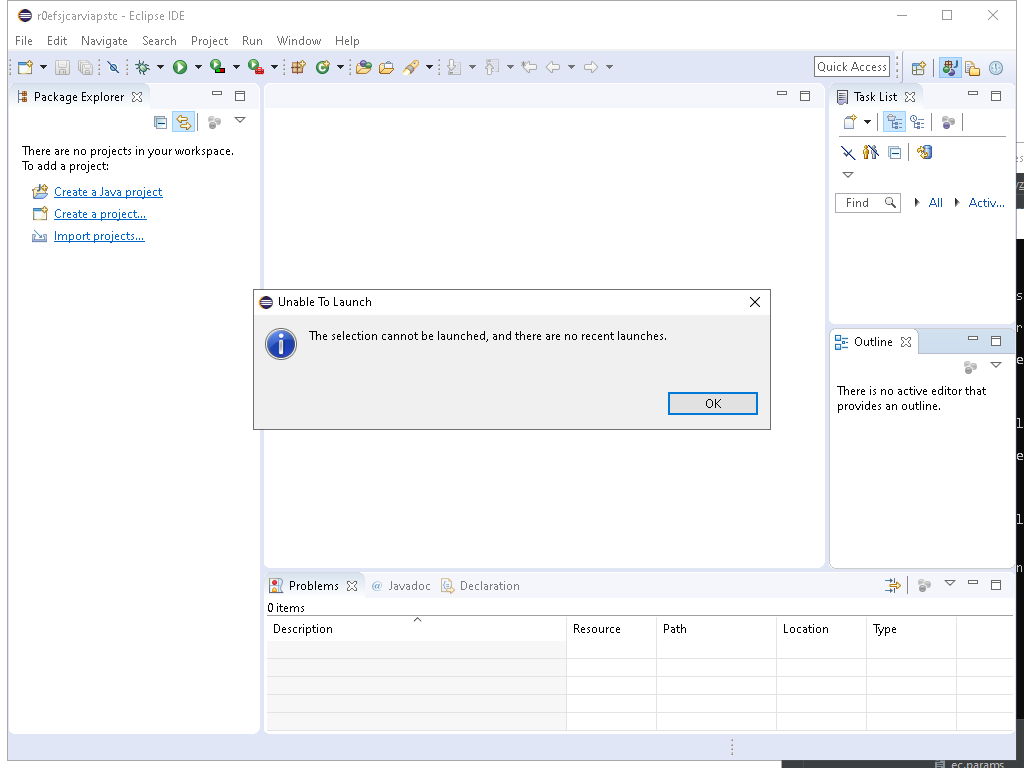 r0efsjcarviapstc - Eclipse IDE
File Edit Navigate Search Project Run Window Help
Quick Access
Package Explorer
There are no projects in your workspace.
To add a project:
Create a Java project
Create a project...
Import projects...
Task List
Find All Activ...
Unable To Launch
The selection cannot be launched, and there are no recent launches.
OK
Outline
There is no active editor that
provides an outline.
Problems @ Javadoc Declaration
0 items
Description Resource Path Location Type
ec.params